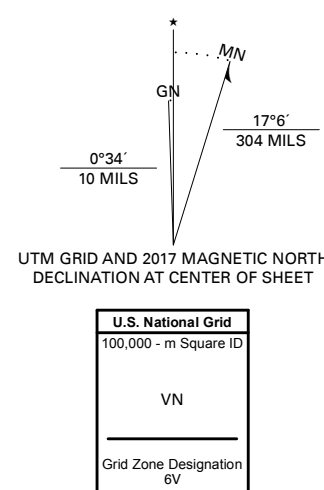 ★
MN
GN
17°6´
304 MILS
0°34´
10 MILS
UTM GRID AND 2017 MAGNETIC NORTH
DECLINATION AT CENTER OF SHEET
U.S. National Grid
100,000 - m Square ID
VN
Grid Zone Designation
6V